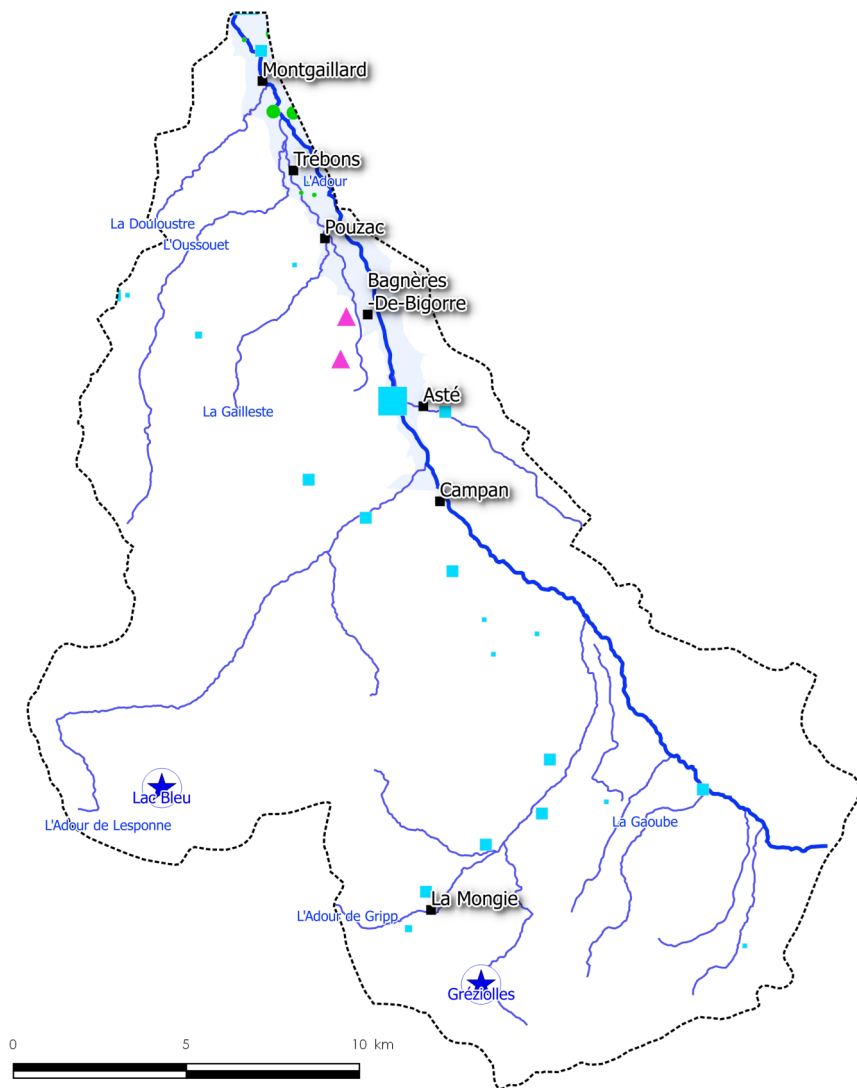 Montgaillard
Trébons
L'Adour
La Douloustre
L'Oussouet
Pouzac
Bagnères
-De-Bigorre
Asté
La Gailleste
Campan
Lac Bleu
L'Adour de Lesponne
La Gaoube
La Mongie
L'Adour de Gripp
Gréziolles
0 5 10 km